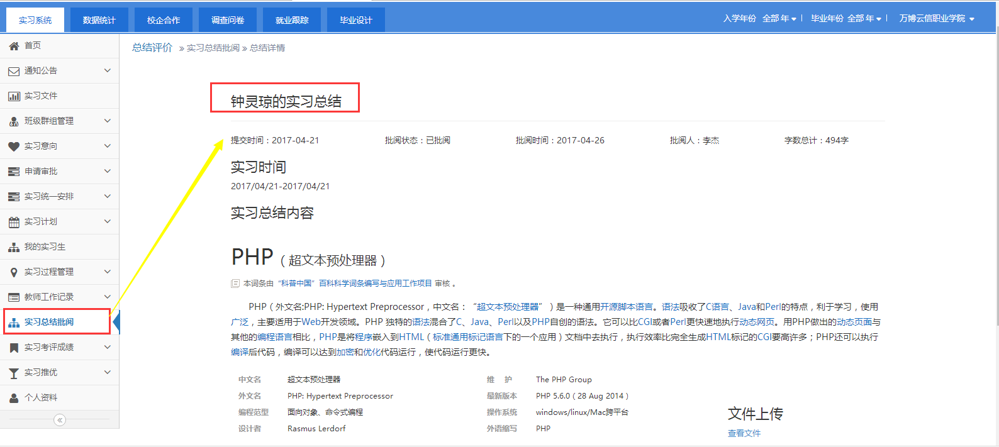 实习系统 数据统计 校企合作 调查问卷 就业跟踪 毕业设计 入学年份 全部 年 | 毕业年份 全部 年 | 万博云信职业学院
首页
通知公告
实习文件
班级群组管理
实习意向
申请审批
实习统一安排
实习计划
我的实习生
实习过程管理
教师工作记录
实习总结批阅
实习考评成绩
实习推优
个人资料
«
总结评价 » 实习总结批阅 » 总结详情
钟灵琼的实习总结
提交时间：2017-04-21 批阅状态：已批阅 批阅时间：2017-04-26 批阅人：李杰 字数总计：494字
实习时间
2017/04/21-2017/04/21
实习总结内容
PHP（超文本预处理器）
本词条由“科普中国”百科科学词条编写与应用工作项目 审核 。
PHP（外文名:PHP: Hypertext Preprocessor，中文名：“超文本预处理器”）是一种通用开源脚本语言。语法吸收了C语言、Java和Perl的特点，利于学习，使用
广泛，主要适用于Web开发领域。PHP 独特的语法混合了C、Java、Perl以及PHP自创的语法。它可以比CGI或者Perl更快速地执行动态网页。用PHP做出的动态页面与
其他的编程语言相比，PHP是将程序嵌入到HTML（标准通用标记语言下的一个应用）文档中去执行，执行效率比完全生成HTML标记的CGI要高许多；PHP还可以执行
编译后代码，编译可以达到加密和优化代码运行，使代码运行更快。
中文名 超文本预处理器 维 护 The PHP Group
外文名 PHP: Hypertext Preprocessor 最新版本 PHP 5.6.0（28 Aug 2014）
编程范型 面向对象、命令式编程 操作系统 windows/linux/Mac跨平台
设计者 Rasmus Lerdorf 外语缩写 PHP
文件上传
查看文件